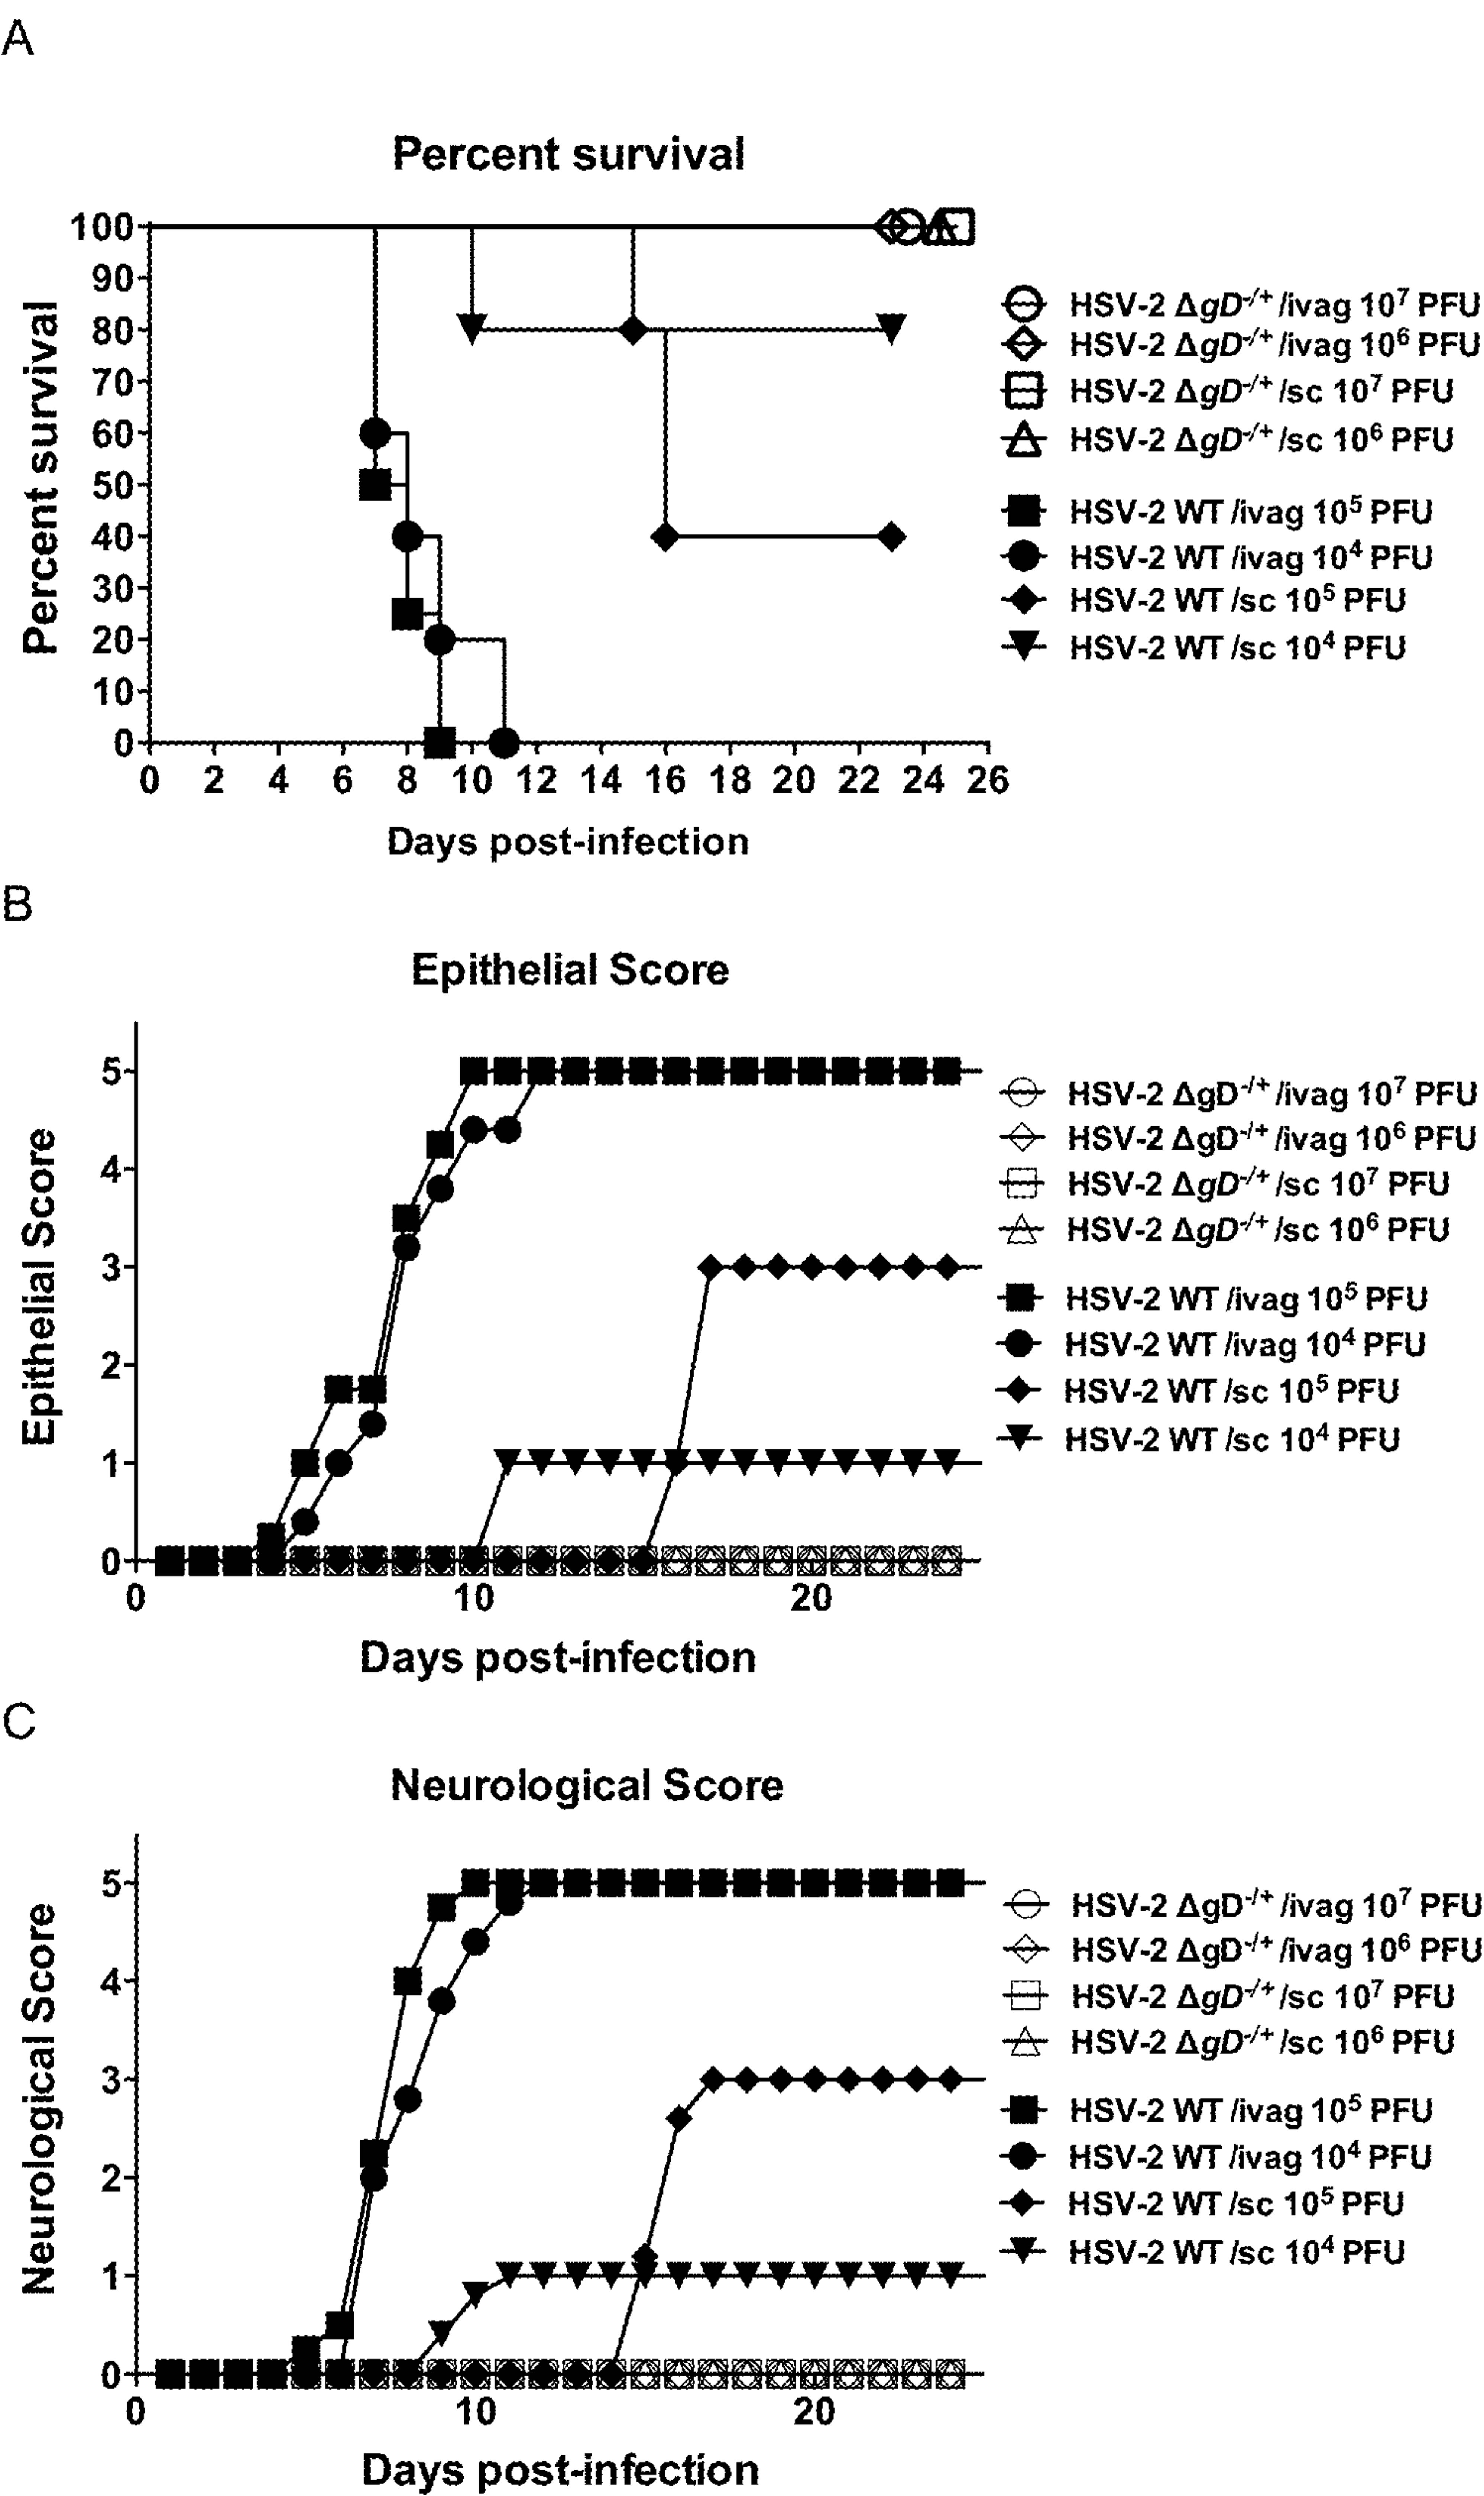 A
Percent survival
Percent survival
100
90
80
70
60
50
40
30
20
10
0
0 2 4 6 8 10 12 14 16 18 20 22 24 26
Days post-infection
HSV-2 ΔgD-/+ /ivag 10⁷ PFU
HSV-2 ΔgD-/+ /ivag 10⁶ PFU
HSV-2 ΔgD-/+ /sc 10⁷ PFU
HSV-2 ΔgD-/+ /sc 10⁶ PFU
HSV-2 WT /ivag 10⁵ PFU
HSV-2 WT /ivag 10⁴ PFU
HSV-2 WT /sc 10⁵ PFU
HSV-2 WT /sc 10⁴ PFU
B
Epithelial Score
Epithelial Score
5
4
3
2
1
0
0 10 20
Days post-infection
HSV-2 ΔgD-/+ /ivag 10⁷ PFU
HSV-2 ΔgD-/+ /ivag 10⁶ PFU
HSV-2 ΔgD-/+ /sc 10⁷ PFU
HSV-2 ΔgD-/+ /sc 10⁶ PFU
HSV-2 WT /ivag 10⁵ PFU
HSV-2 WT /ivag 10⁴ PFU
HSV-2 WT /sc 10⁵ PFU
HSV-2 WT /sc 10⁴ PFU
C
Neurological Score
Neurological Score
5
4
3
2
1
0
0 10 20
Days post-infection
HSV-2 ΔgD-/+ /ivag 10⁷ PFU
HSV-2 ΔgD-/+ /ivag 10⁶ PFU
HSV-2 ΔgD-/+ /sc 10⁷ PFU
HSV-2 ΔgD-/+ /sc 10⁶ PFU
HSV-2 WT /ivag 10⁵ PFU
HSV-2 WT /ivag 10⁴ PFU
HSV-2 WT /sc 10⁵ PFU
HSV-2 WT /sc 10⁴ PFU